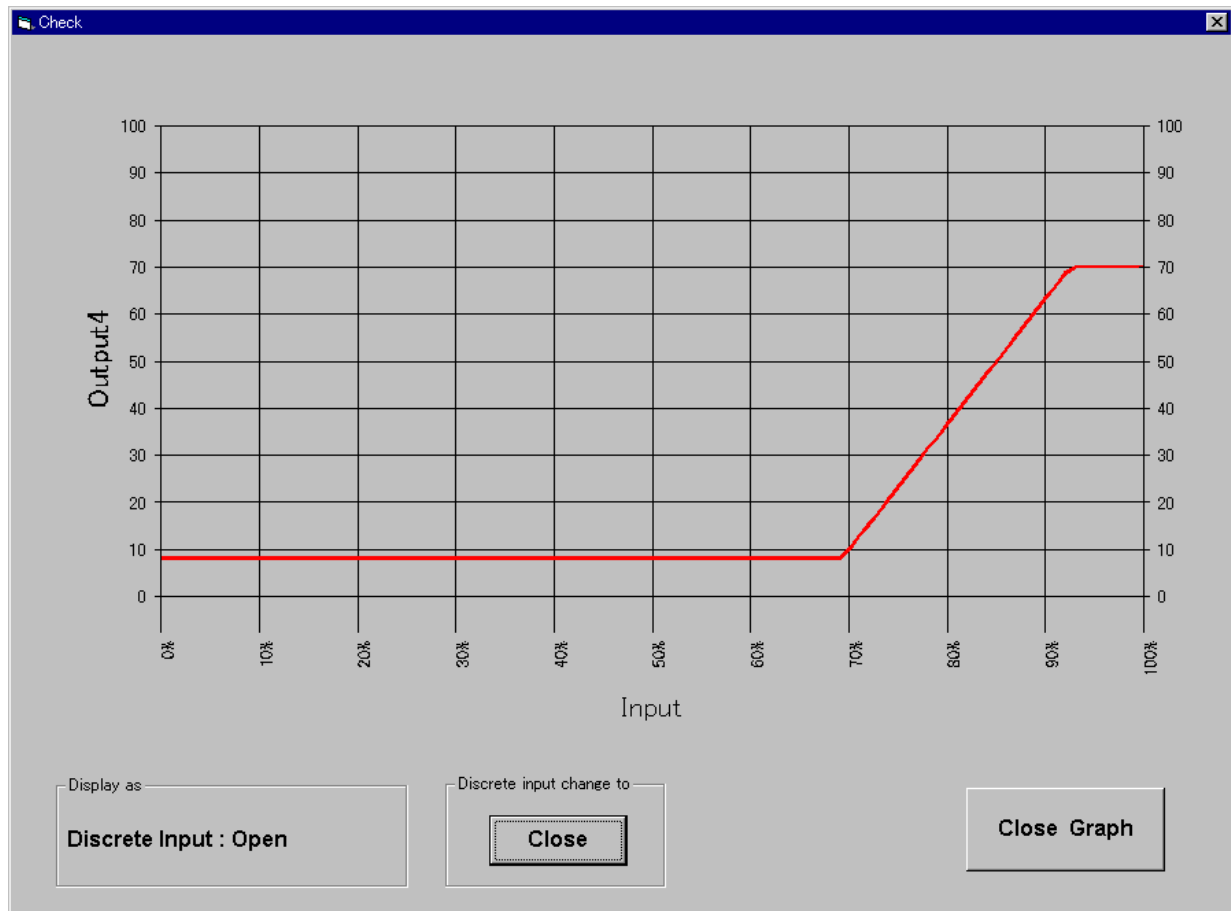 Check
100 100
90 90
80 80
70 70
60 60
50 50
40 40
30 30
20 20
10 10
0 0
Output4
0% 10% 20% 30% 40% 50% 60% 70% 80% 90% 100%
Input
Display as
Discrete Input : Open
Discrete input change to
Close
Close Graph